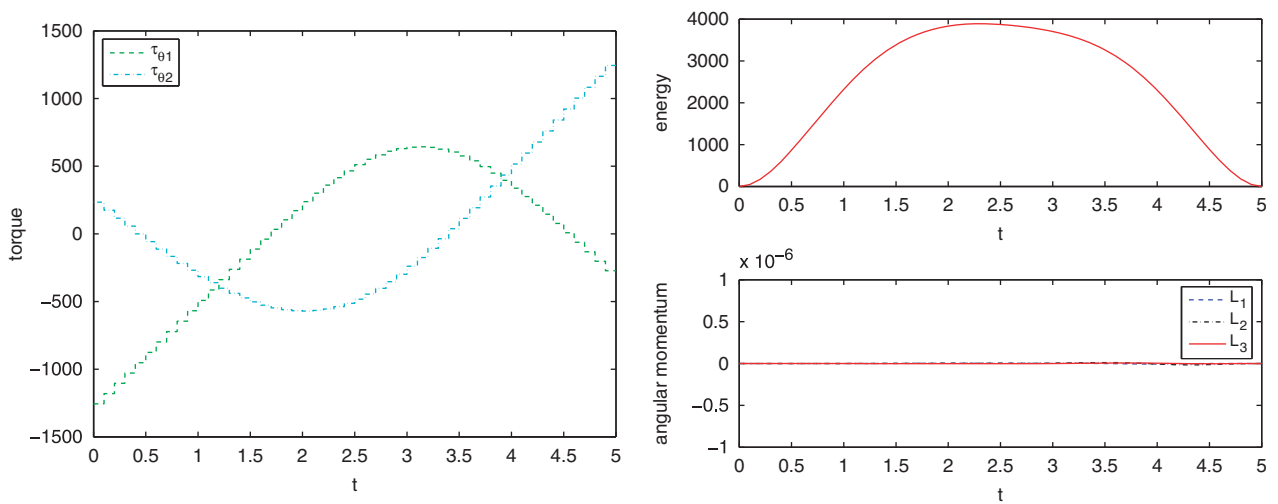 1500
1000
500
0
−500
−1000
−1500
torque
τθ1
τθ2
0 0.5 1 1.5 2 2.5 3 3.5 4 4.5 5
t
4000
3000
2000
1000
0
energy
0 0.5 1 1.5 2 2.5 3 3.5 4 4.5 5
t
x 10−6
1
0.5
0
−0.5
−1
angular momentum
L1
L2
L3
0 0.5 1 1.5 2 2.5 3 3.5 4 4.5 5
t